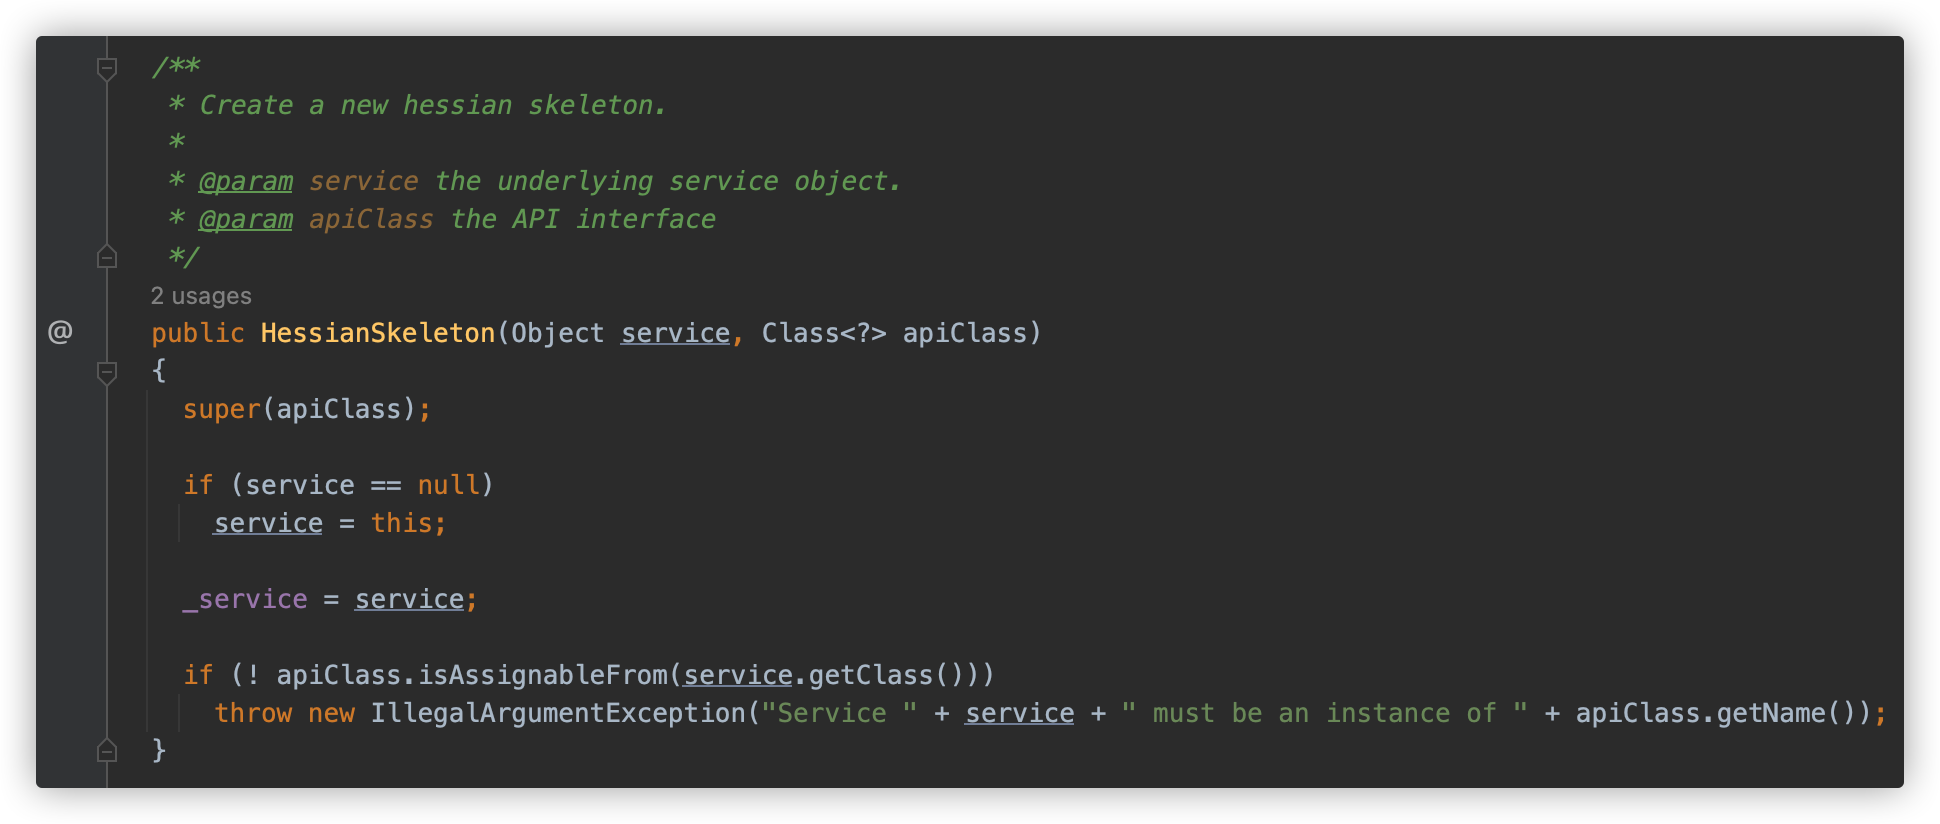 /**
 * Create a new hessian skeleton.
 *
 * @param service the underlying service object.
 * @param apiClass the API interface
 */
2 usages
@ public HessianSkeleton(Object service, Class<?> apiClass)
{
  super(apiClass);
  if (service == null)
    service = this;
  _service = service;
  if (! apiClass.isAssignableFrom(service.getClass()))
    throw new IllegalArgumentException("Service " + service + " must be an instance of " + apiClass.getName());
}